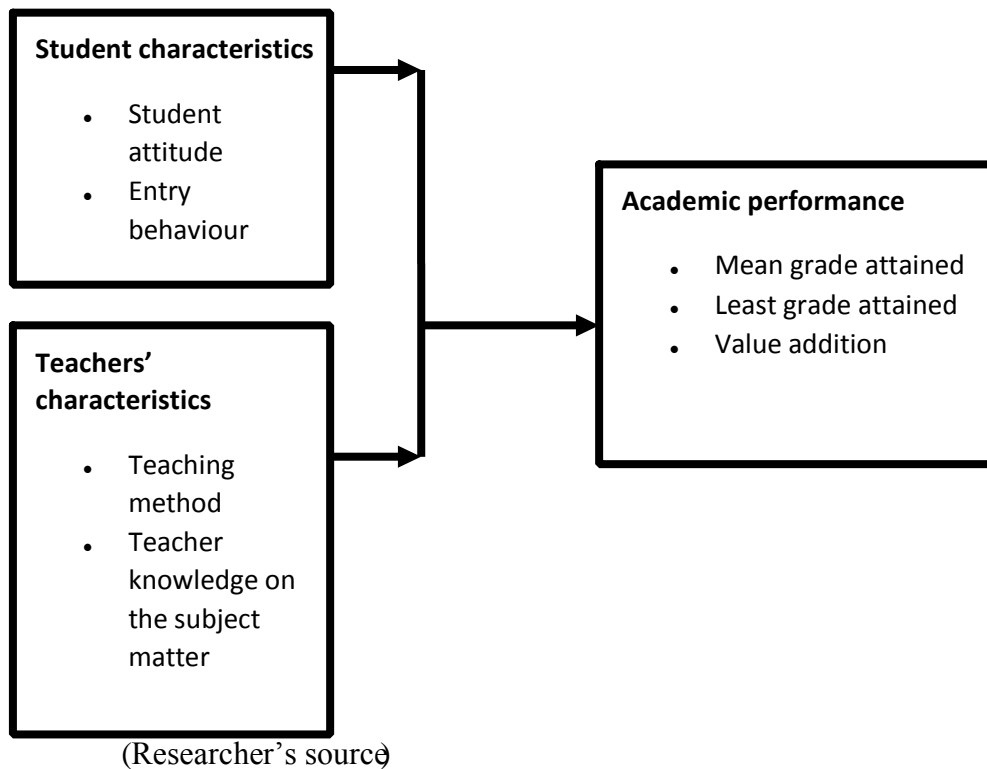 Student characteristics
• Student
attitude
• Entry
behaviour
Teachers’
characteristics
• Teaching
method
• Teacher
knowledge on
the subject
matter
Academic performance
• Mean grade attained
• Least grade attained
• Value addition
(Researcher’s source)